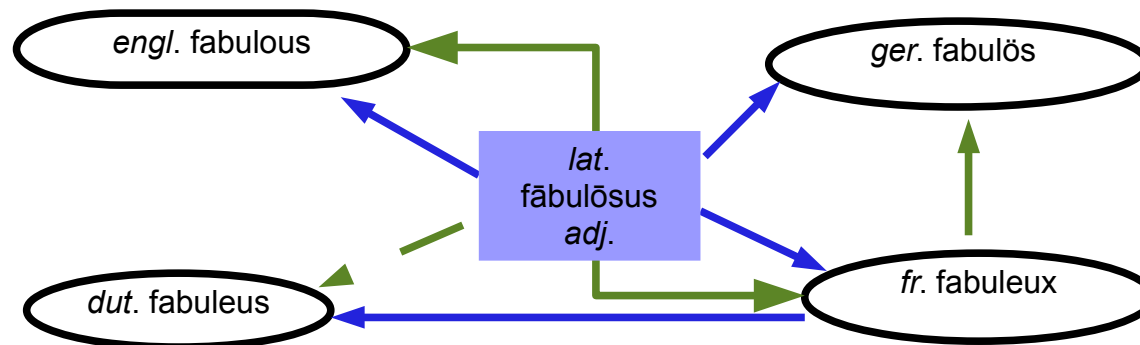 engl. fabulous
ger. fabulös
lat.
fābulōsus
adj.
dut. fabuleus
fr. fabuleux